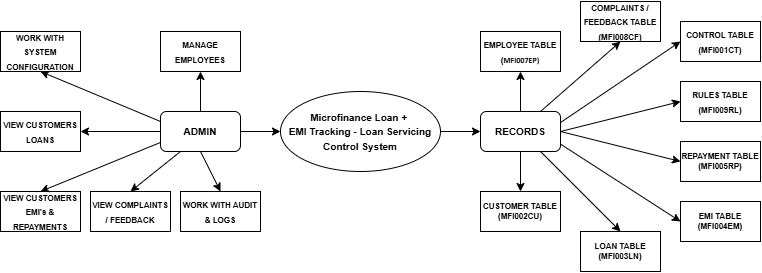 WORK WITH
SYSTEM
CONFIGURATION
MANAGE
EMPLOYEES
VIEW CUSTOMERS
LOANS
ADMIN
VIEW CUSTOMERS
EMI's &
REPAYMENTS
VIEW COMPLAINTS
/ FEEDBACK
WORK WITH AUDIT
& LOGS
Microfinance Loan +
EMI Tracking - Loan Servicing
Control System
RECORDS
EMPLOYEE TABLE
(MFI007EP)
COMPLAINTS /
FEEDBACK TABLE
(MFI008CF)
CONTROL TABLE
(MFI001CT)
RULES TABLE
(MFI009RL)
REPAYMENT TABLE
(MFI005RP)
EMI TABLE
(MFI004EM)
LOAN TABLE
(MFI003LN)
CUSTOMER TABLE
(MFI002CU)